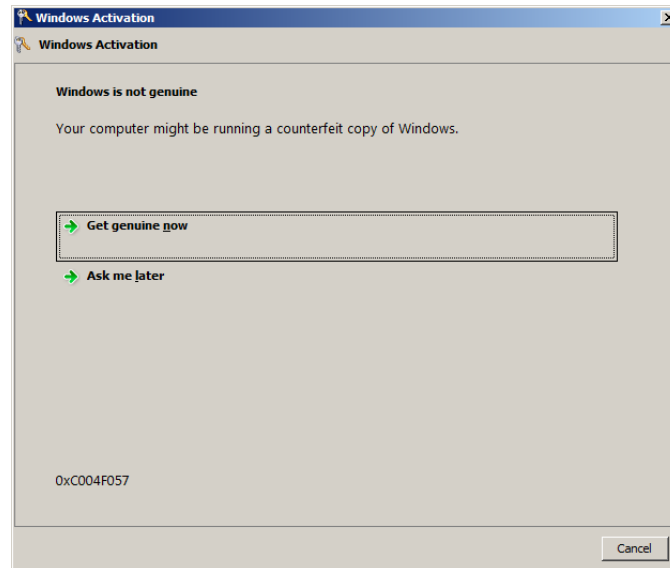 Windows Activation
Windows Activation
Windows is not genuine
Your computer might be running a counterfeit copy of Windows.
Get genuine now
Ask me later
0xC004F057
Cancel